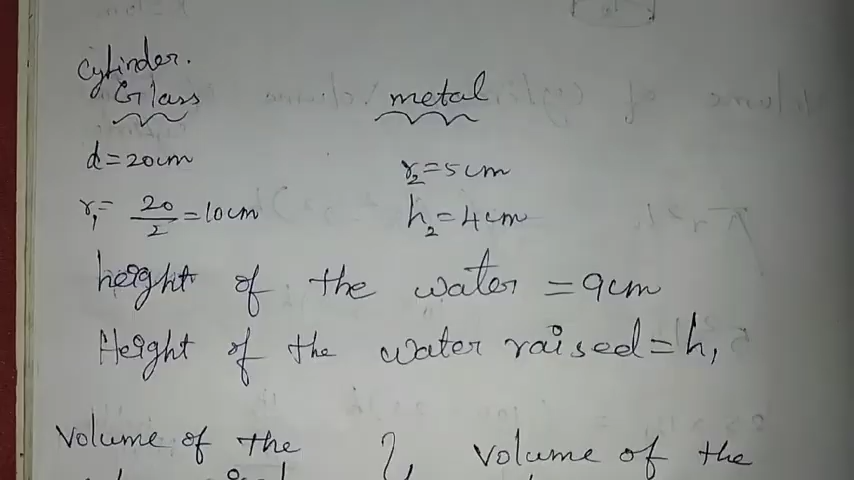 cylinder.
Glass metal
d=20cm r₂=5cm
r₁= 20/2 =10cm h₂=4cm
height of the water =9cm
Height of the water raised=h₁
Volume of the volume of the